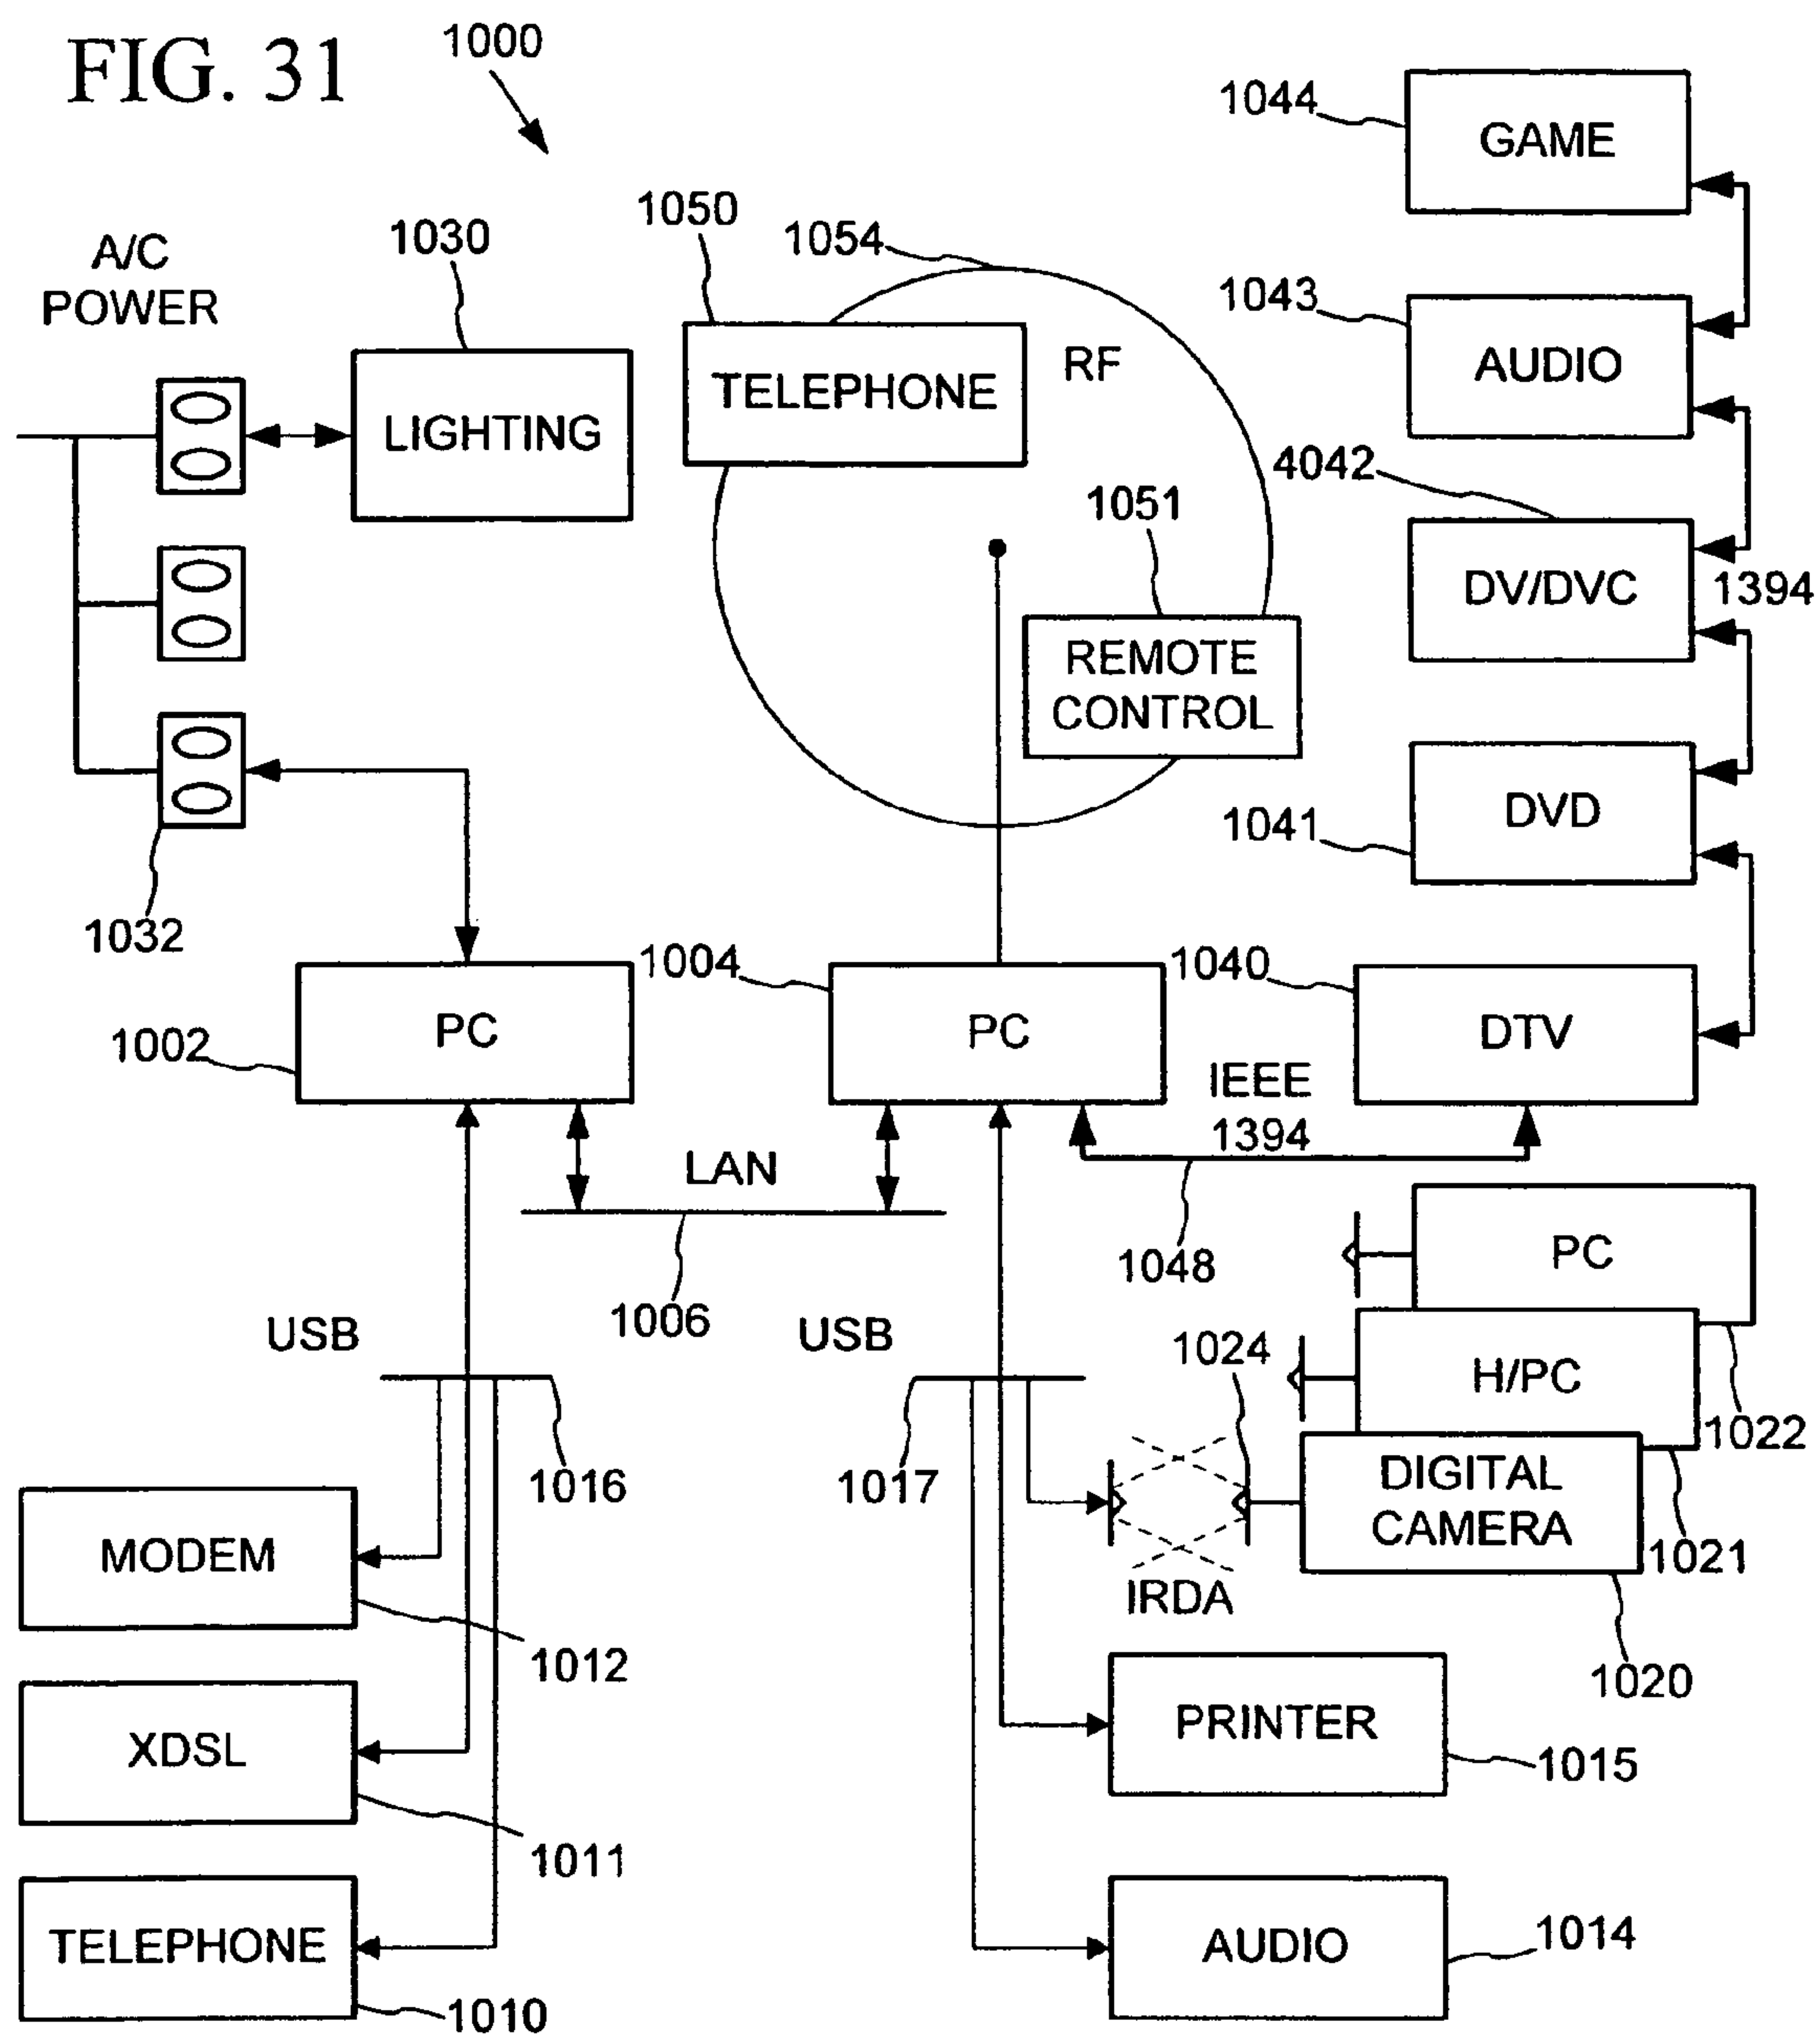 FIG. 31
1000
1044
GAME
1050
1054
1030
A/C
POWER
1043
AUDIO
RF
TELEPHONE
LIGHTING
4042
1051
DV/DVC
1394
REMOTE
CONTROL
DVD
1041
1032
1004
1040
PC
1002
PC
DTV
IEEE
1394
LAN
1048
PC
1006
USB
USB
1024
H/PC
1022
1016
1017
DIGITAL
CAMERA
1021
MODEM
IRDA
1012
1020
PRINTER
XDSL
1015
1011
AUDIO
1014
TELEPHONE
1010